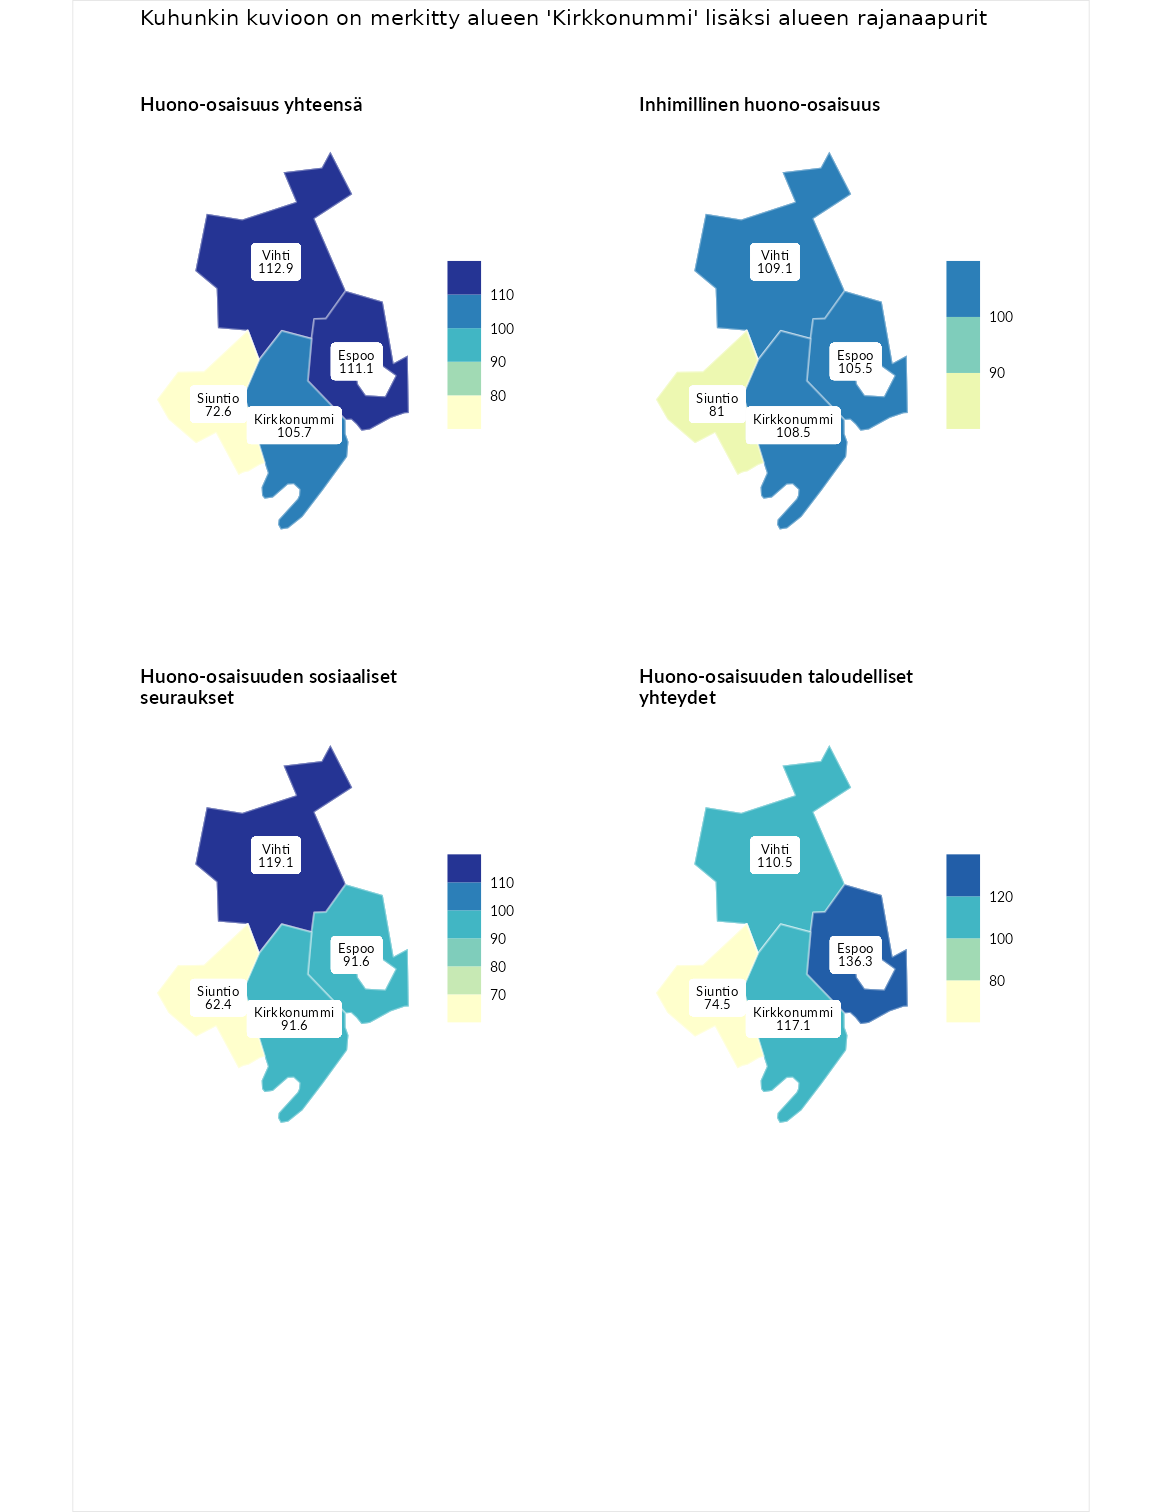 Kuhunkin kuvioon on merkitty alueen 'Kirkkonummi' lisäksi alueen rajanaapurit
Huono-osaisuus yhteensä
Vihti
112.9
Espoo
111.1
Siuntio
72.6
Kirkkonummi
105.7
110
100
90
80
Inhimillinen huono-osaisuus
Vihti
109.1
Espoo
105.5
Siuntio
81
Kirkkonummi
108.5
100
90
Huono-osaisuuden sosiaaliset
seuraukset
Vihti
119.1
Espoo
91.6
Siuntio
62.4
Kirkkonummi
91.6
110
100
90
80
70
Huono-osaisuuden taloudelliset
yhteydet
Vihti
110.5
Espoo
136.3
Siuntio
74.5
Kirkkonummi
117.1
120
100
80